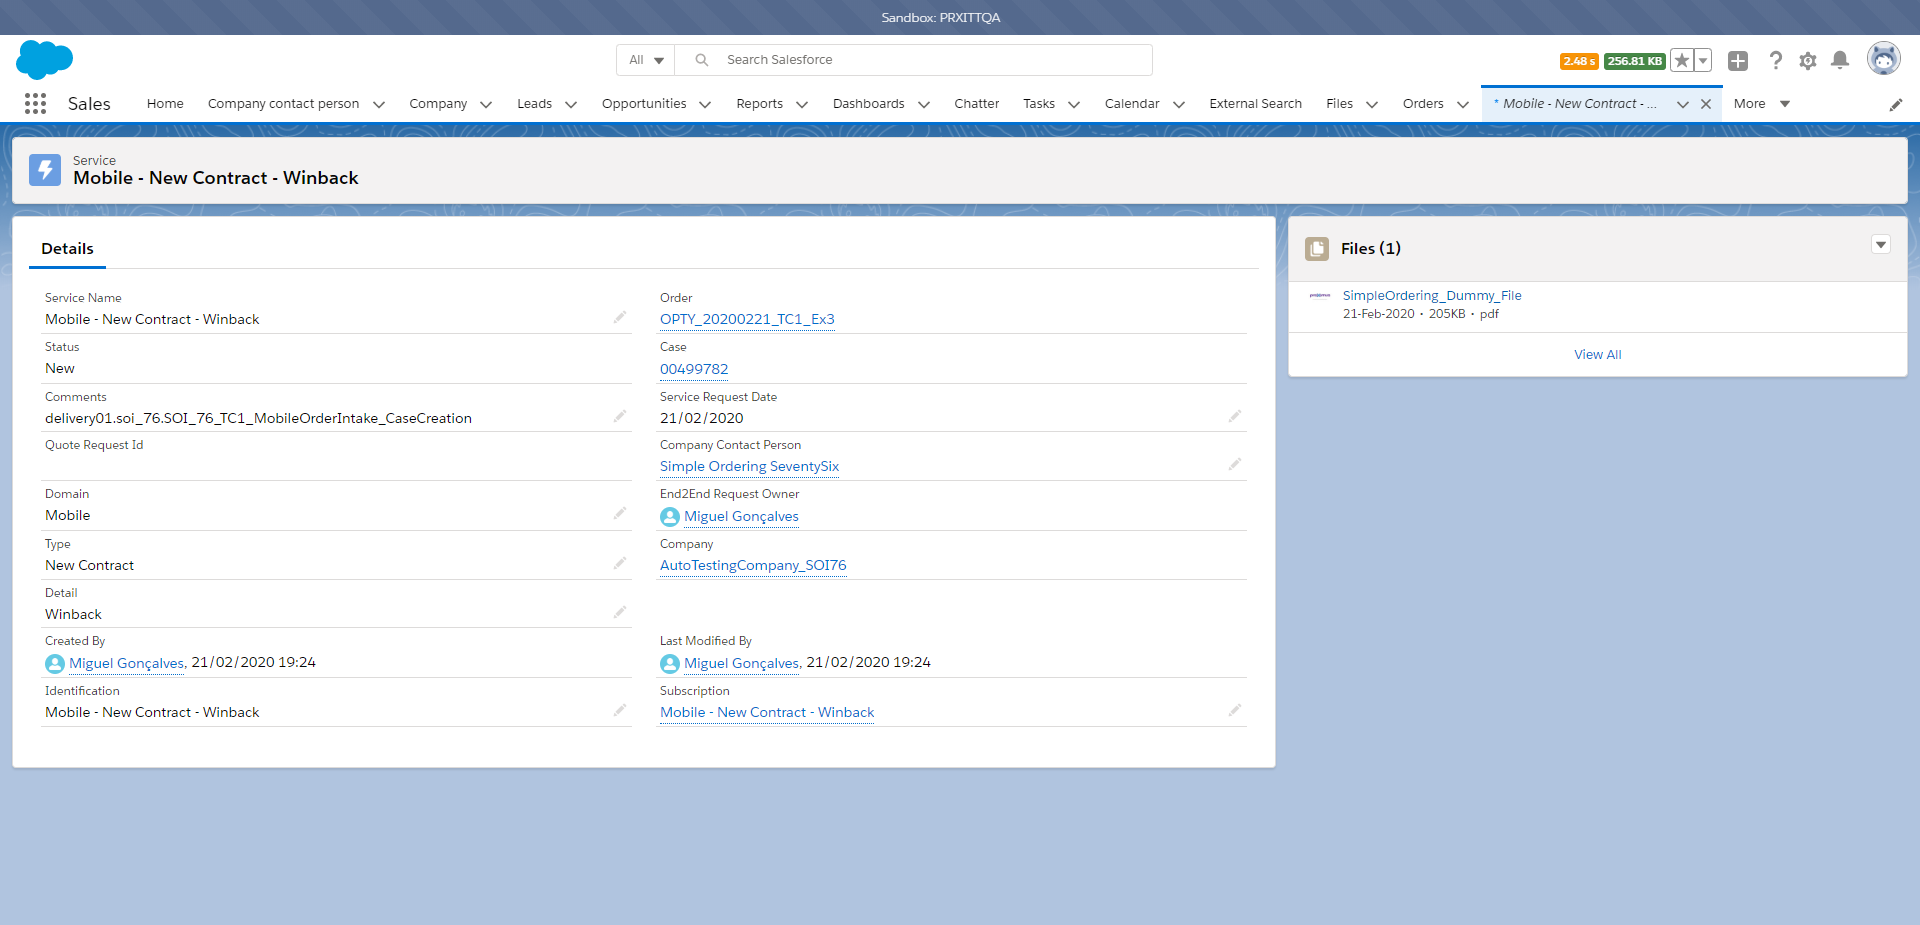 Sandbox: PRXITTQA
All
Search Salesforce
2.48 s
256.81 KB
Sales
Home
Company contact person
Company
Leads
Opportunities
Reports
Dashboards
Chatter
Tasks
Calendar
External Search
Files
Orders
* Mobile - New Contract - ...
More
Service
Mobile - New Contract - Winback
Details
Service Name
Mobile - New Contract - Winback
Order
OPTY_20200221_TC1_Ex3
Status
New
Case
00499782
Comments
delivery01.soi_76.SOI_76_TC1_MobileOrderIntake_CaseCreation
Service Request Date
21/02/2020
Quote Request Id
Company Contact Person
Simple Ordering SeventySix
Domain
Mobile
End2End Request Owner
Miguel Gonçalves
Type
New Contract
Company
AutoTestingCompany_SOI76
Detail
Winback
Created By
Miguel Gonçalves, 21/02/2020 19:24
Last Modified By
Miguel Gonçalves, 21/02/2020 19:24
Identification
Mobile - New Contract - Winback
Subscription
Mobile - New Contract - Winback
Files (1)
SimpleOrdering_Dummy_File
21-Feb-2020 • 205KB • pdf
View All